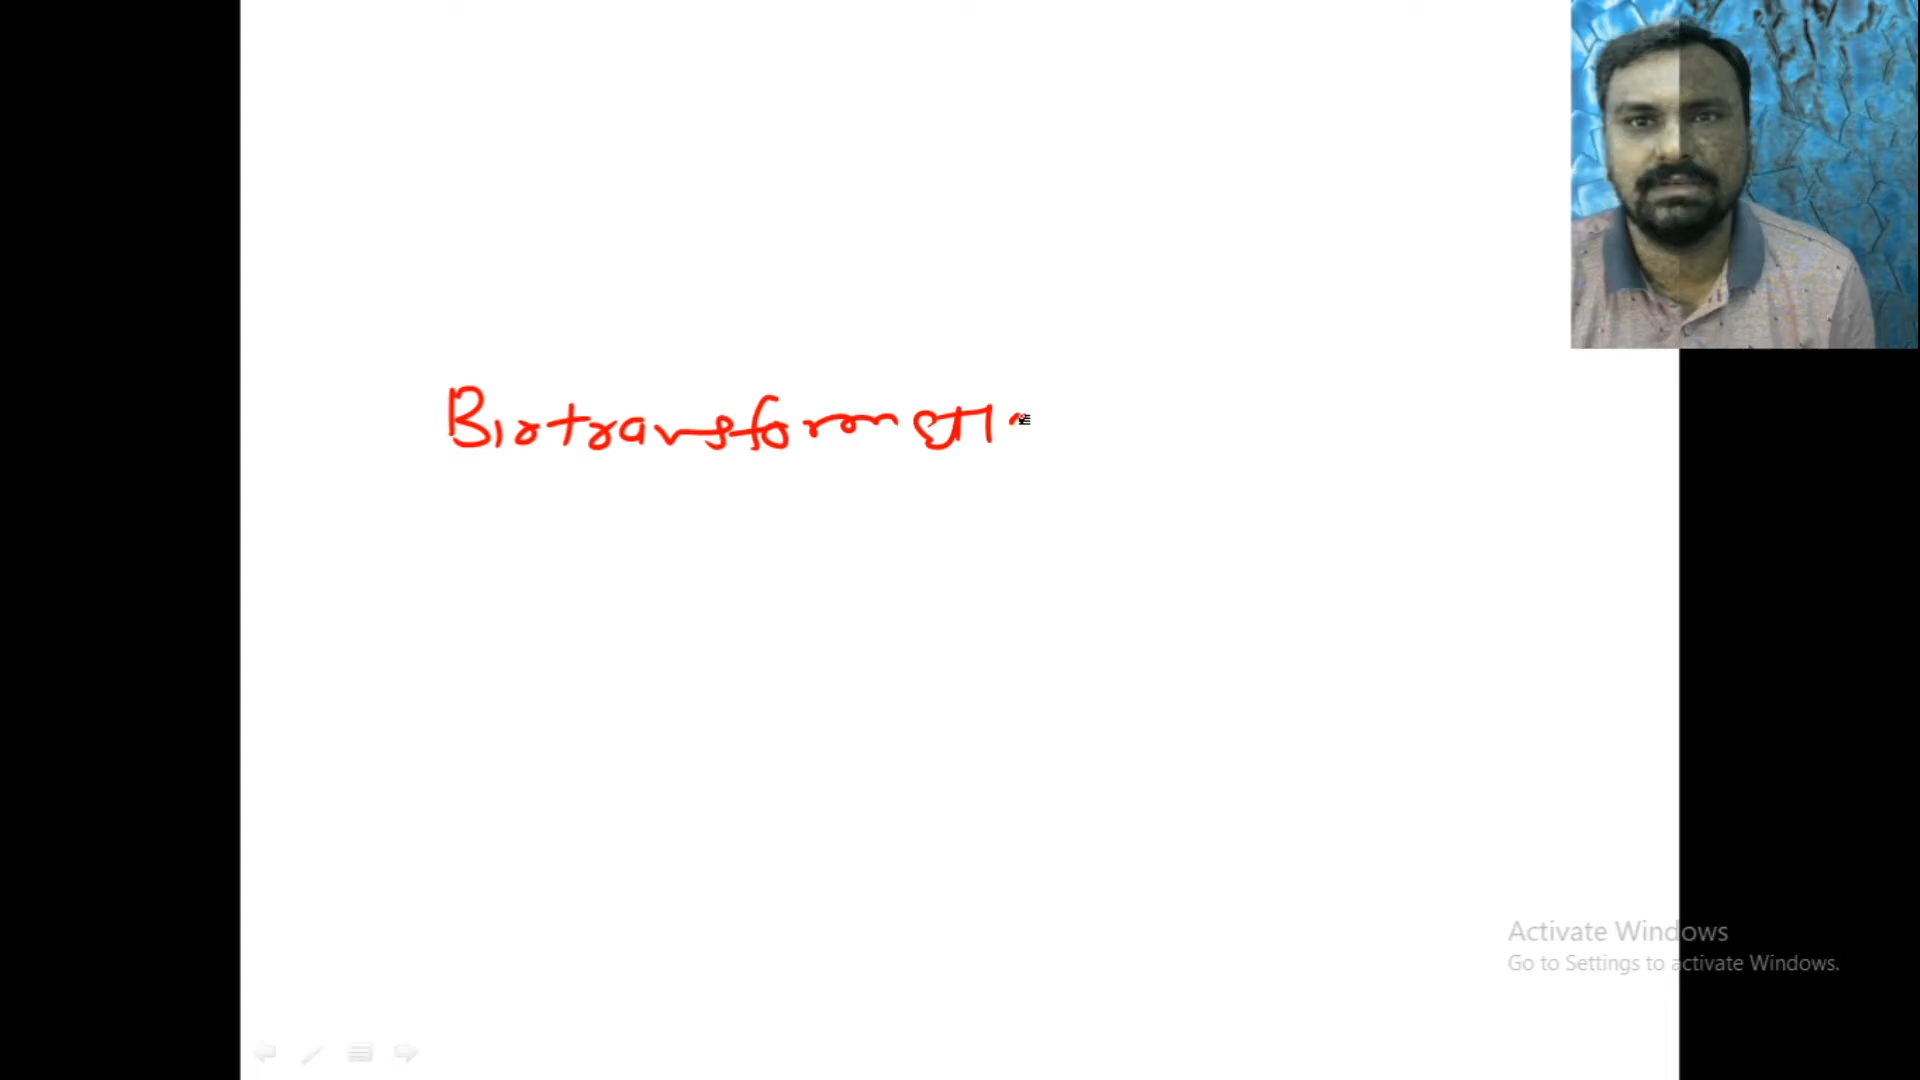 Biotransformati
Activate Windows
Go to Settings to activate Windows.